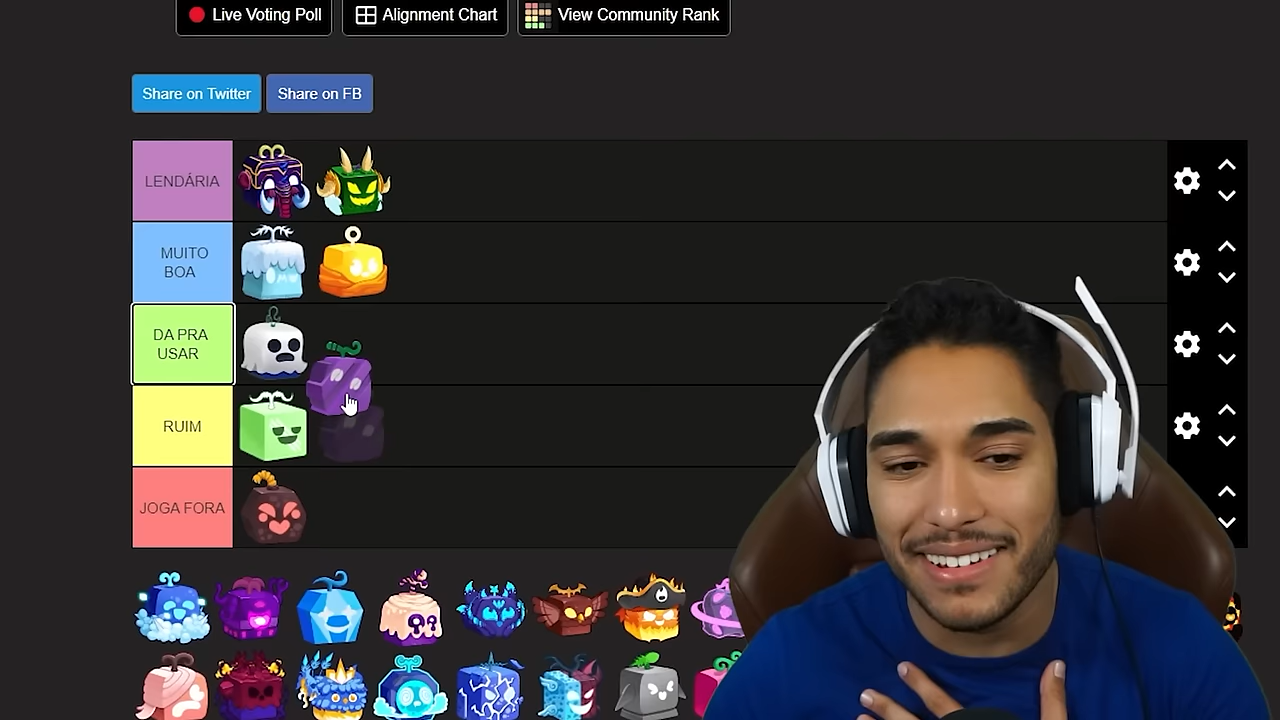 Live Voting Poll
Alignment Chart
View Community Rank
Share on Twitter
Share on FB
LENDÁRIA
MUITO
BOA
DA PRA
USAR
RUIM
JOGA FORA